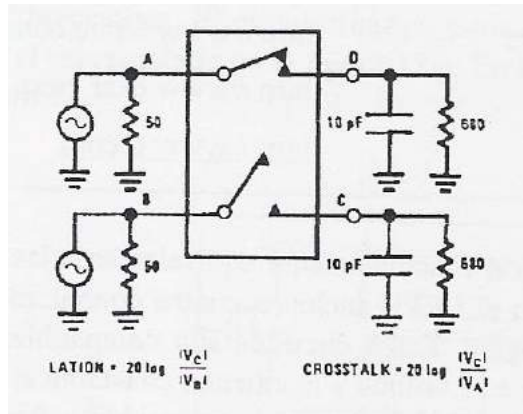 A
D
50
10 pF
680
B
C
50
10 pF
680
LATION = 20 log |VC| / |VB|
CROSSTALK = 20 log |VC| / |VA|